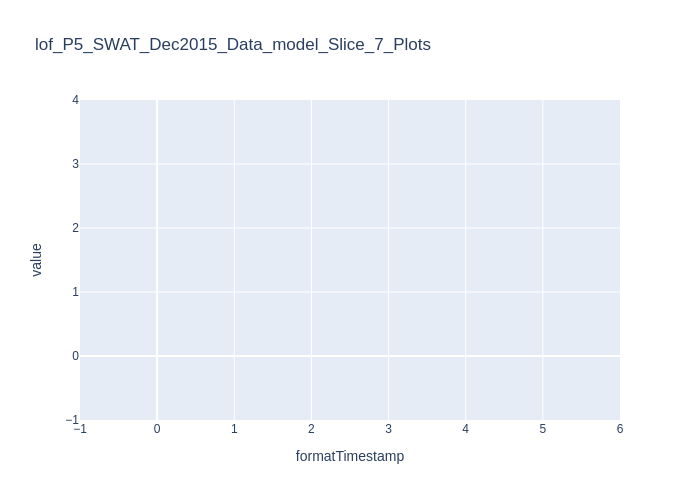 lof_P5_SWAT_Dec2015_Data_model_Slice_7_Plots
4
3
2
1
0
−1
value
−1 0 1 2 3 4 5 6
formatTimestamp